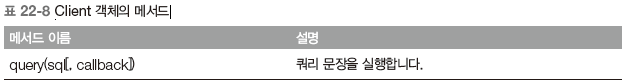 표 22-8 Client 객체의 메서드
메서드 이름 설명
query(sql[, callback]) 쿼리 문장을 실행합니다.